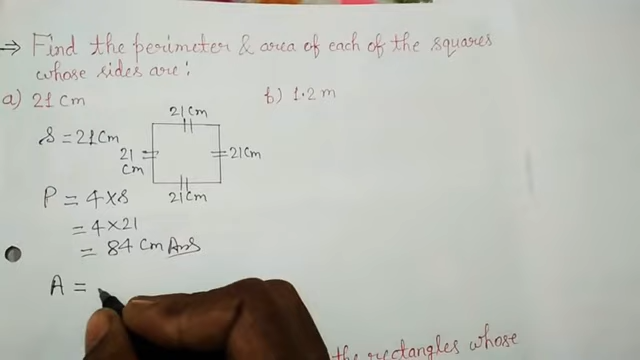 ⇒ Find the perimeter & area of each of the squares
whose sides are:
a) 21 cm
b) 1.2 m
S = 21 cm
21 cm
21 cm
21 cm
21 cm
P = 4 × S
= 4 × 21
= 84 cm Ans
A =
the rectangles whose